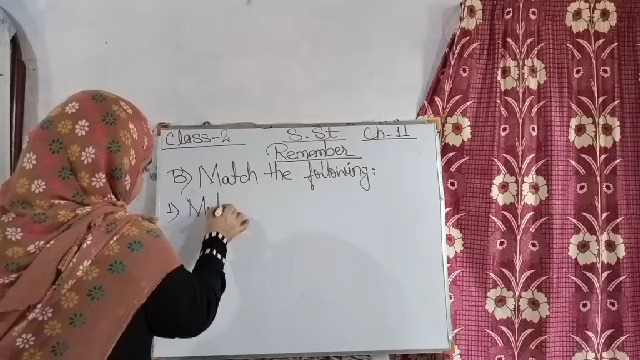 Class-2 S.St Ch-11
Remember
B) Match the following:
1)